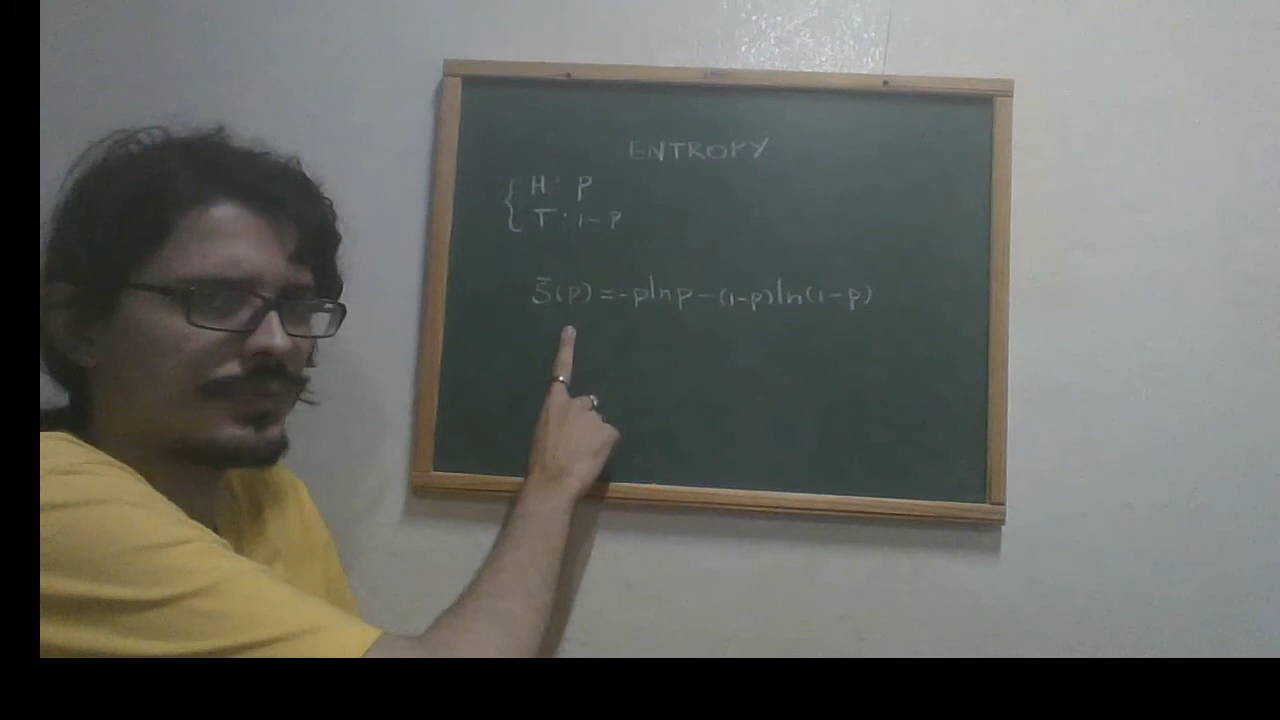 ENTROPY
H: p
T: 1-p
S(p) = -p ln p - (1-p) ln (1-p)